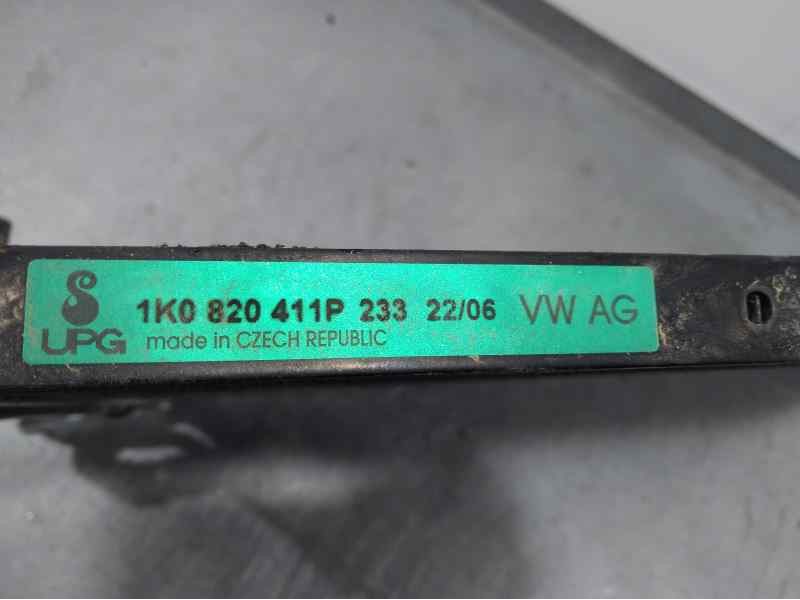 1K0 820 411P 233 22/06 VW AG
UPG made in CZECH REPUBLIC